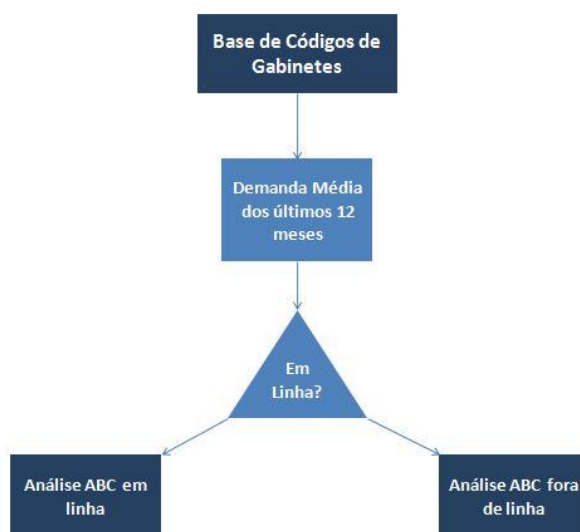 Base de Códigos de
Gabinetes
Demanda Média
dos últimos 12
meses
Em
Linha?
Análise ABC em
linha
Análise ABC fora
de linha